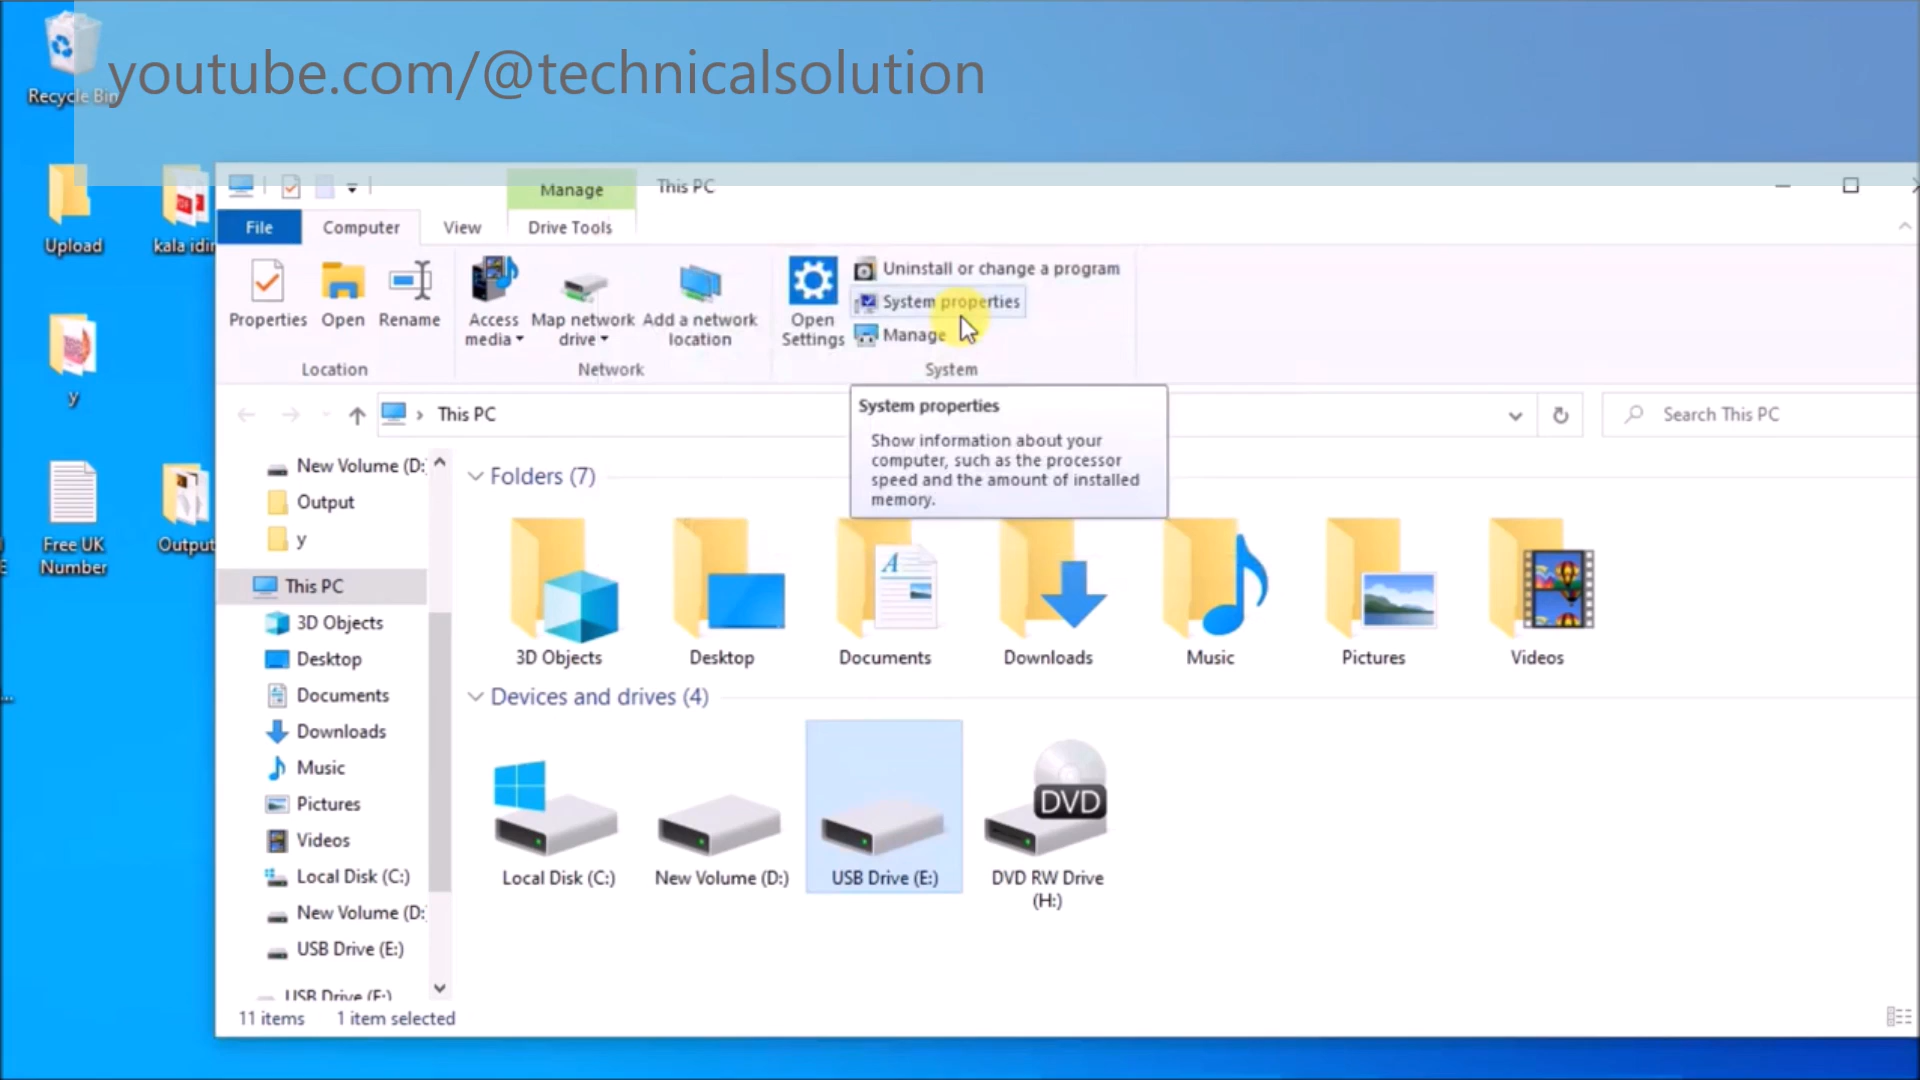 youtube.com/@technicalsolution
Recycle Bin
Upload
y
Free UK
Number
Output
Manage
This PC
File
Computer
View
Drive Tools
Properties
Open
Rename
Access
media
Map network
drive
Add a network
location
Open
Settings
Uninstall or change a program
System properties
Manage
Location
Network
System
This PC
Search This PC
System properties
Show information about your
computer, such as the processor
speed and the amount of installed
memory.
New Volume (D:
Output
y
This PC
3D Objects
Desktop
Documents
Downloads
Music
Pictures
Videos
Local Disk (C:)
New Volume (D:
USB Drive (E:)
USB Drive (E:)
Folders (7)
3D Objects
Desktop
Documents
Downloads
Music
Pictures
Videos
Devices and drives (4)
Local Disk (C:)
New Volume (D:)
USB Drive (E:)
DVD
DVD RW Drive
(H:)
11 items
1 item selected